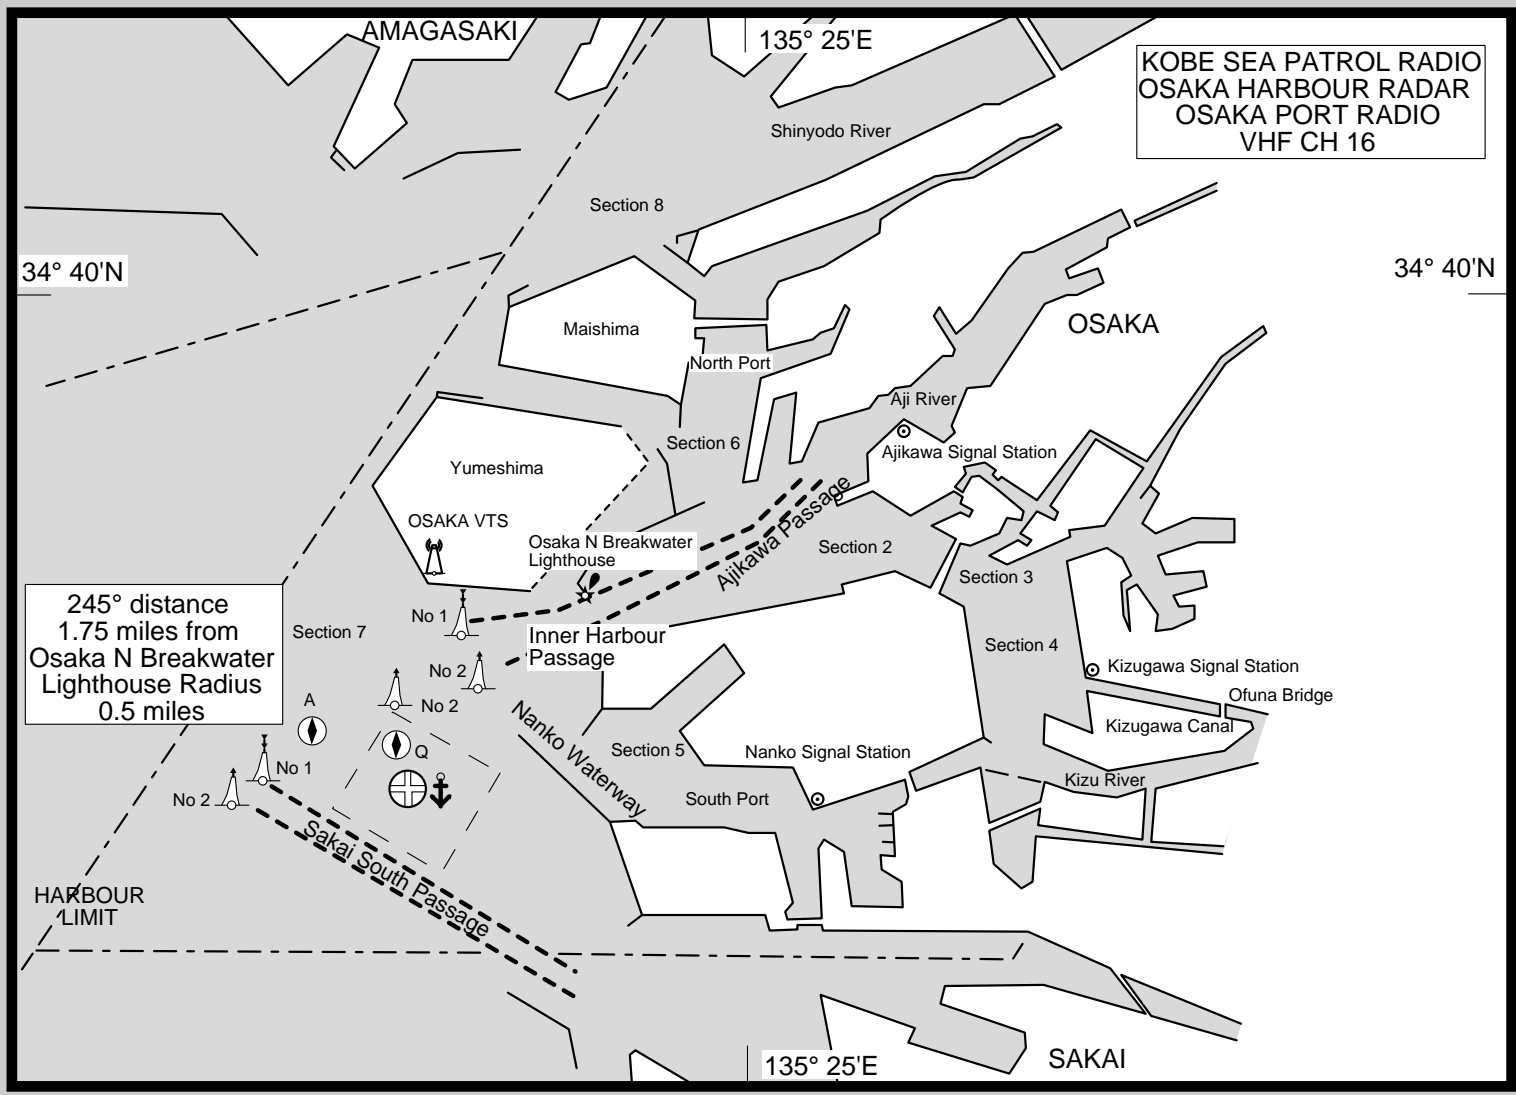 AMAGASAKI
135° 25'E
KOBE SEA PATROL RADIO
OSAKA HARBOUR RADAR
OSAKA PORT RADIO
VHF CH 16
Shinyodo River
Section 8
34° 40'N
34° 40'N
Maishima
OSAKA
North Port
Aji River
Section 6
Ajikawa Signal Station
Yumeshima
OSAKA VTS
Ajikawa Passage
Osaka N Breakwater
Lighthouse
Section 2
Section 3
245° distance
1.75 miles from
Osaka N Breakwater
Lighthouse Radius
0.5 miles
Section 7
No 1
Inner Harbour
Passage
Section 4
No 2
Kizugawa Signal Station
Ofuna Bridge
No 2
A
Nanko Waterway
Kizugawa Canal
Q
Section 5
Nanko Signal Station
No 1
Kizu River
No 2
South Port
Sakai South Passage
HARBOUR
LIMIT
135° 25'E
SAKAI